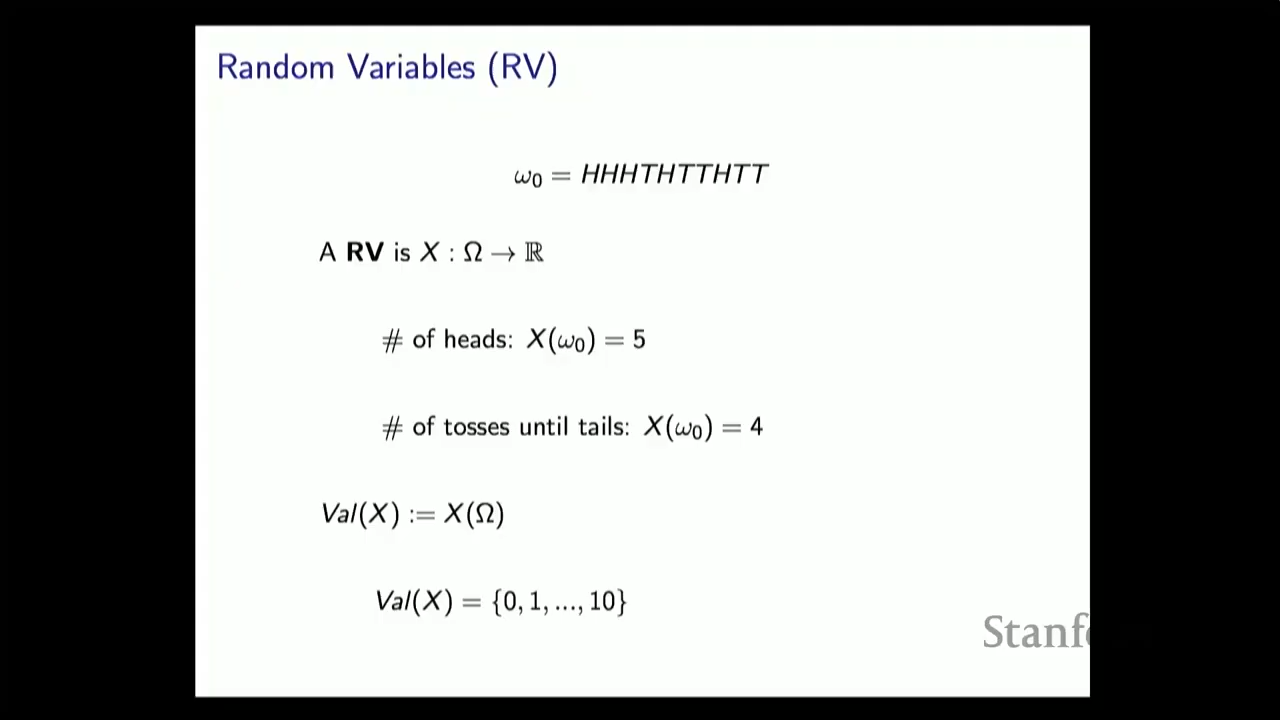 Random Variables (RV)
ω₀ = HHHTHTTHTT
A RV is X : Ω → ℝ
# of heads: X(ω₀) = 5
# of tosses until tails: X(ω₀) = 4
Val(X) := X(Ω)
Val(X) = {0, 1, ..., 10}